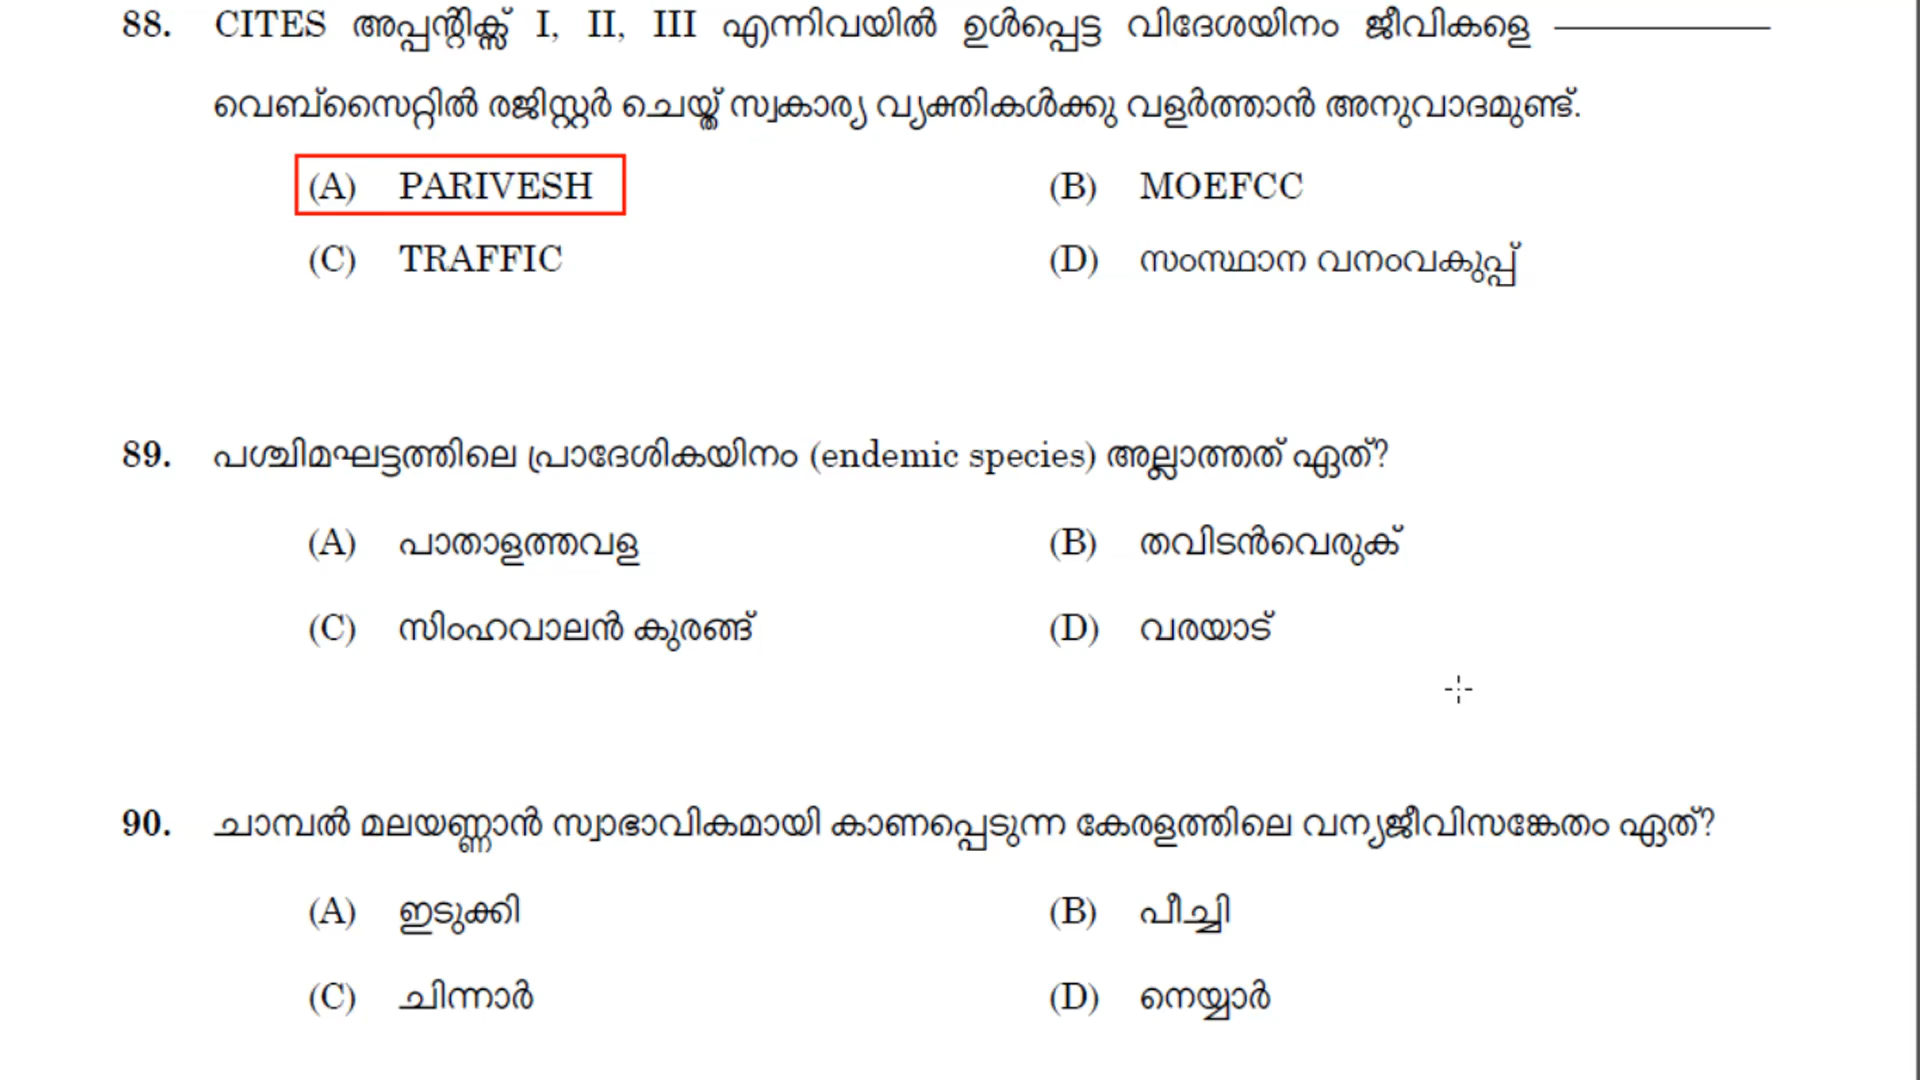 88. CITES അപ്പന്റിക്സ് I, II, III എന്നിവയിൽ ഉൾപ്പെട്ട വിദേശയിനം ജീവികളെ
വെബ്സൈറ്റിൽ രജിസ്റ്റർ ചെയ്ത് സ്വകാര്യ വ്യക്തികൾക്കു വളർത്താൻ അനുവാദമുണ്ട്.
(A) PARIVESH (B) MOEFCC
(C) TRAFFIC (D) സംസ്ഥാന വനംവകുപ്പ്
89. പശ്ചിമഘട്ടത്തിലെ പ്രാദേശികയിനം (endemic species) അല്ലാത്തത് ഏത്?
(A) പാതാളത്തവള (B) തവിടൻവെരുക്
(C) സിംഹവാലൻ കുരങ്ങ് (D) വരയാട്
90. ചാമ്പൽ മലയണ്ണാൻ സ്വാഭാവികമായി കാണപ്പെടുന്ന കേരളത്തിലെ വന്യജീവിസങ്കേതം ഏത്?
(A) ഇടുക്കി (B) പീച്ചി
(C) ചിന്നാർ (D) നെയ്യാർ